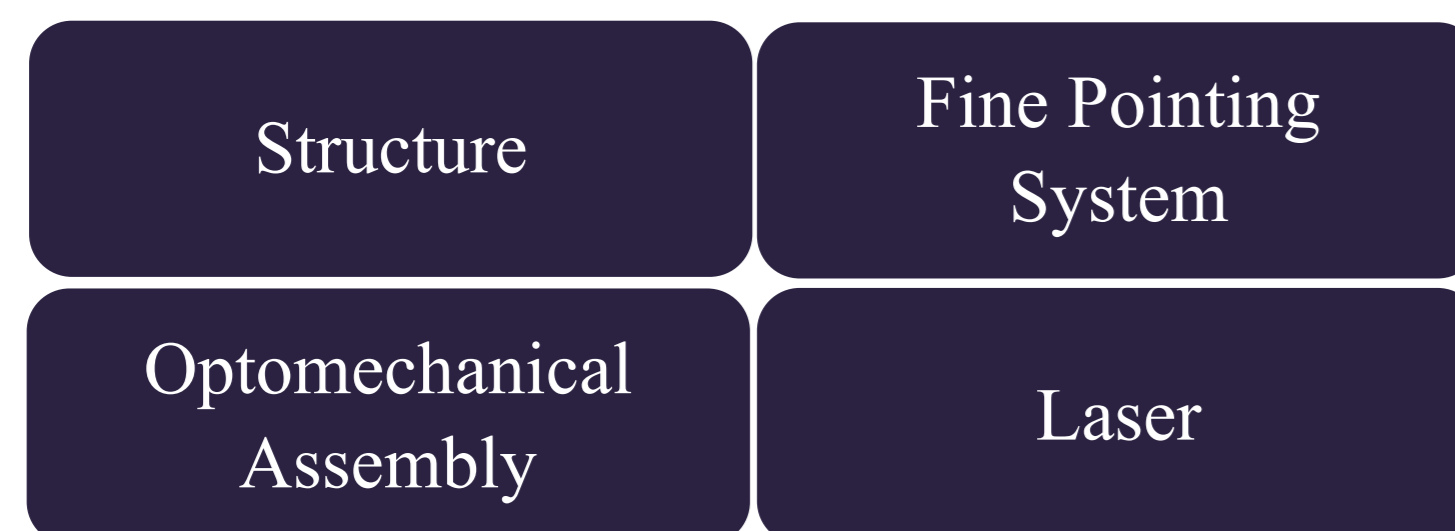 Structure
Fine Pointing
System
Optomechanical
Assembly
Laser